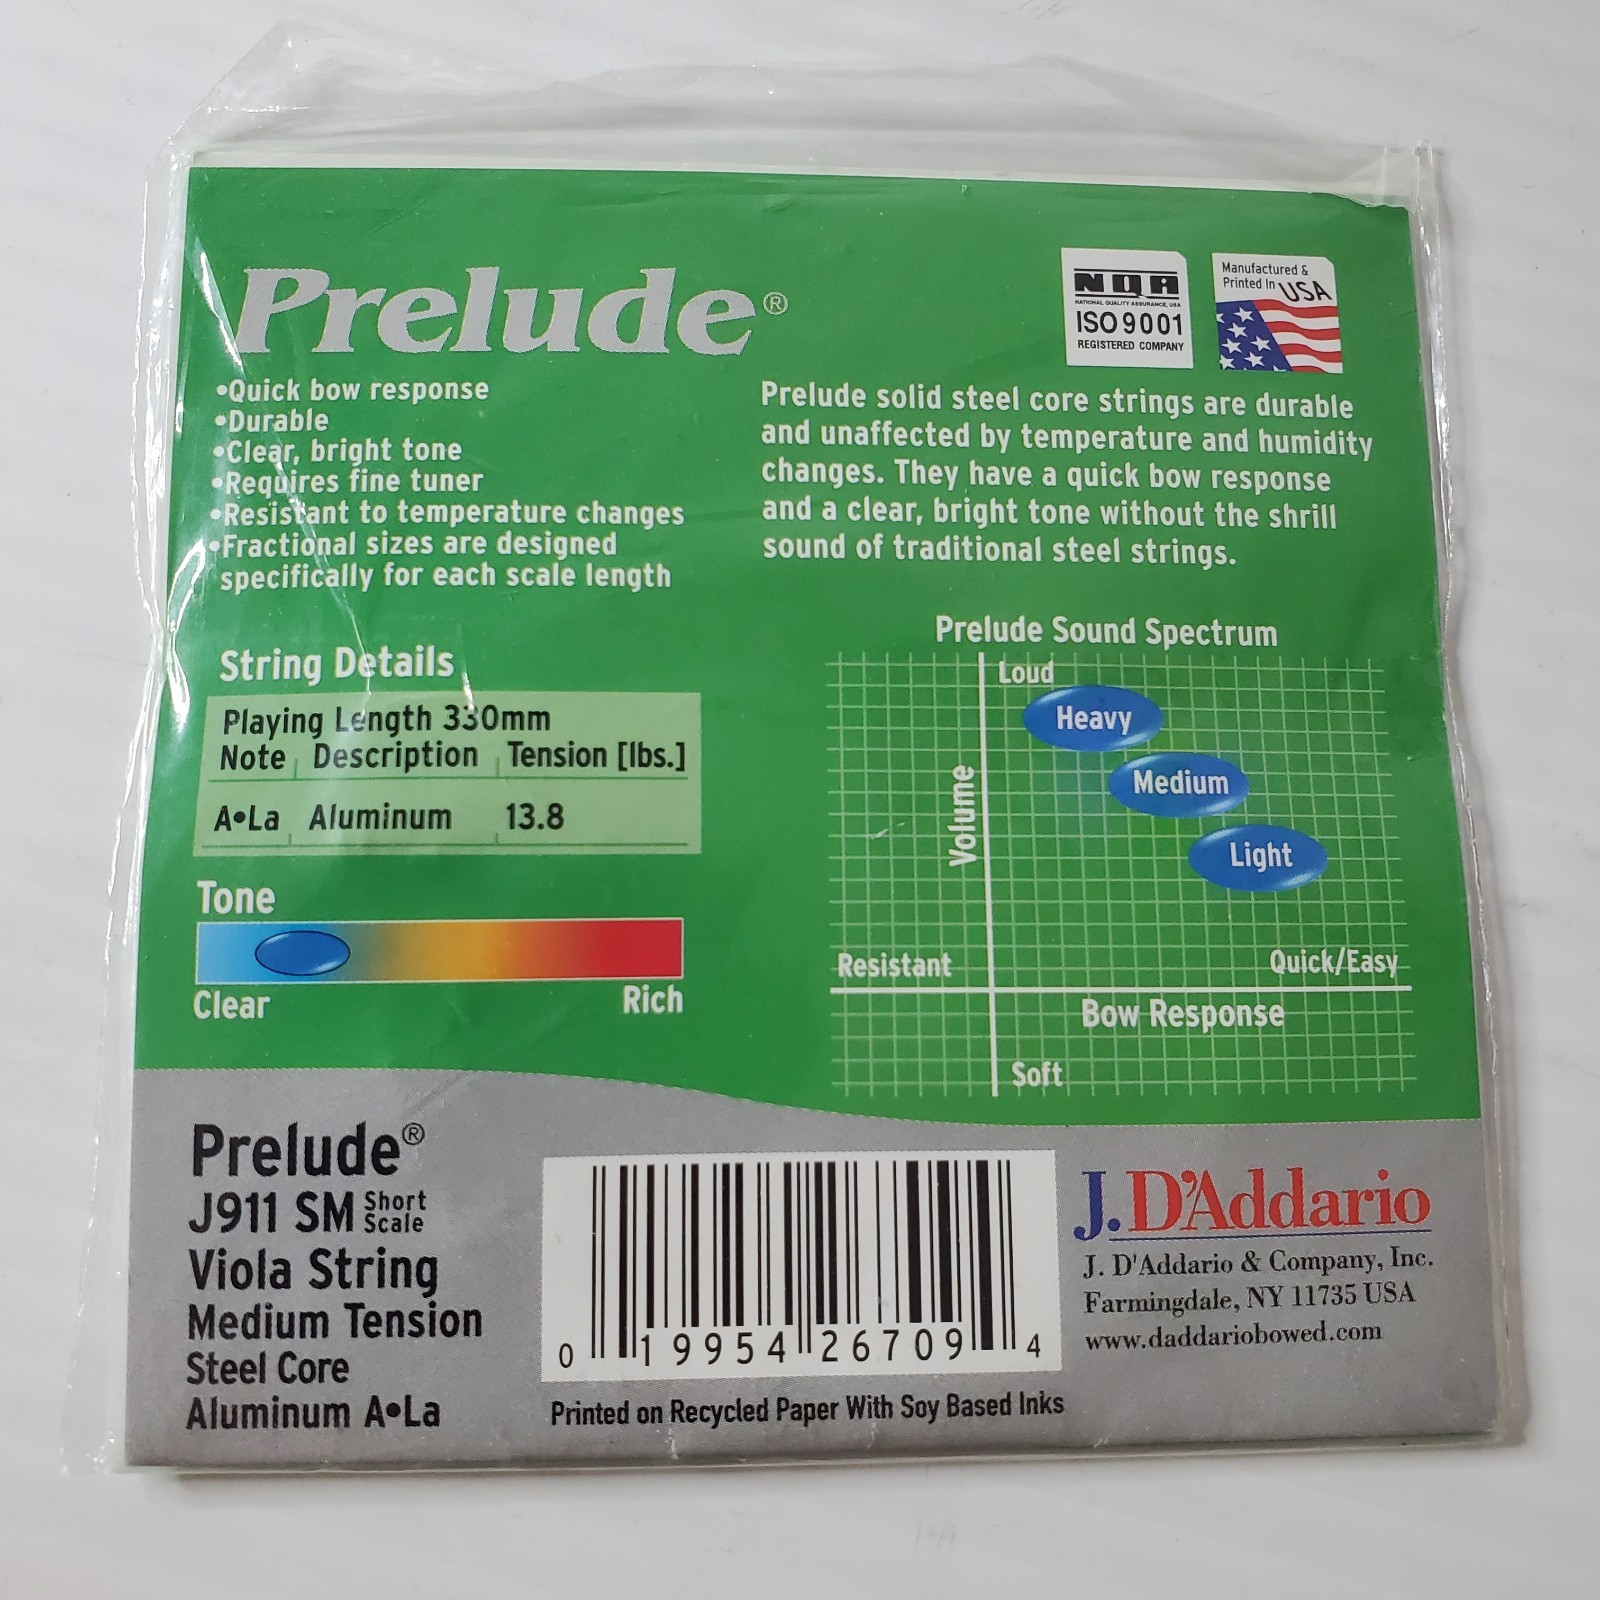 Prelude®
NQA
NATIONAL QUALITY ASSURANCE, USA
ISO 9001
REGISTERED COMPANY
Manufactured &
Printed In USA
•Quick bow response
•Durable
•Clear, bright tone
•Requires fine tuner
•Resistant to temperature changes
•Fractional sizes are designed
specifically for each scale length
Prelude solid steel core strings are durable
and unaffected by temperature and humidity
changes. They have a quick bow response
and a clear, bright tone without the shrill
sound of traditional steel strings.
String Details
Playing Length 330mm
Note Description Tension [lbs.]
A•La Aluminum 13.8
Tone
Clear Rich
Prelude Sound Spectrum
Loud
Heavy
Medium
Light
Volume
Resistant Quick/Easy
Bow Response
Soft
Prelude®
J911 SM Short Scale
Viola String
Medium Tension
Steel Core
Aluminum A•La
0 19954 26709 4
Printed on Recycled Paper With Soy Based Inks
J. D'Addario
J. D'Addario & Company, Inc.
Farmingdale, NY 11735 USA
www.daddariobowed.com